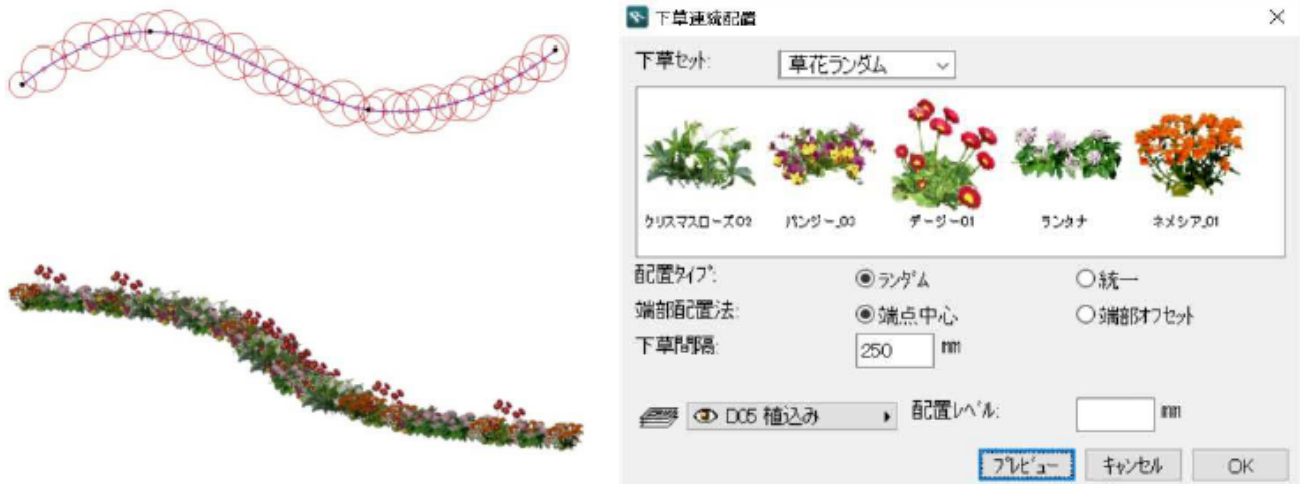 下草連続配置
下草セット: 草花ランダム
クリスマスローズ02 パンジー_03 デージー01 ランタナ ネメシア_01
配置タイプ: ランダム 統一
端部配置法: 端点中心 端部オフセット
下草間隔: 250 mm
D05 植込み 配置レベル: mm
プレビュー キャンセル OK